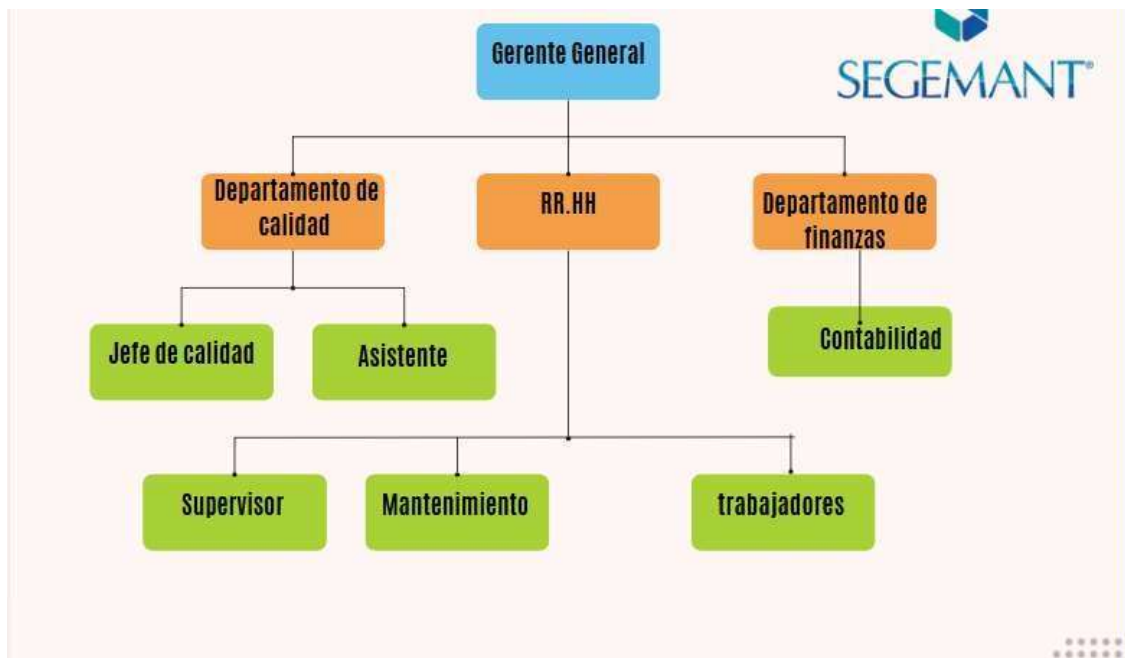 Gerente General
SEGEMANT®
Departamento de
calidad
RR.HH
Departamento de
finanzas
Jefe de calidad
Asistente
Contabilidad
Supervisor
Mantenimiento
trabajadores